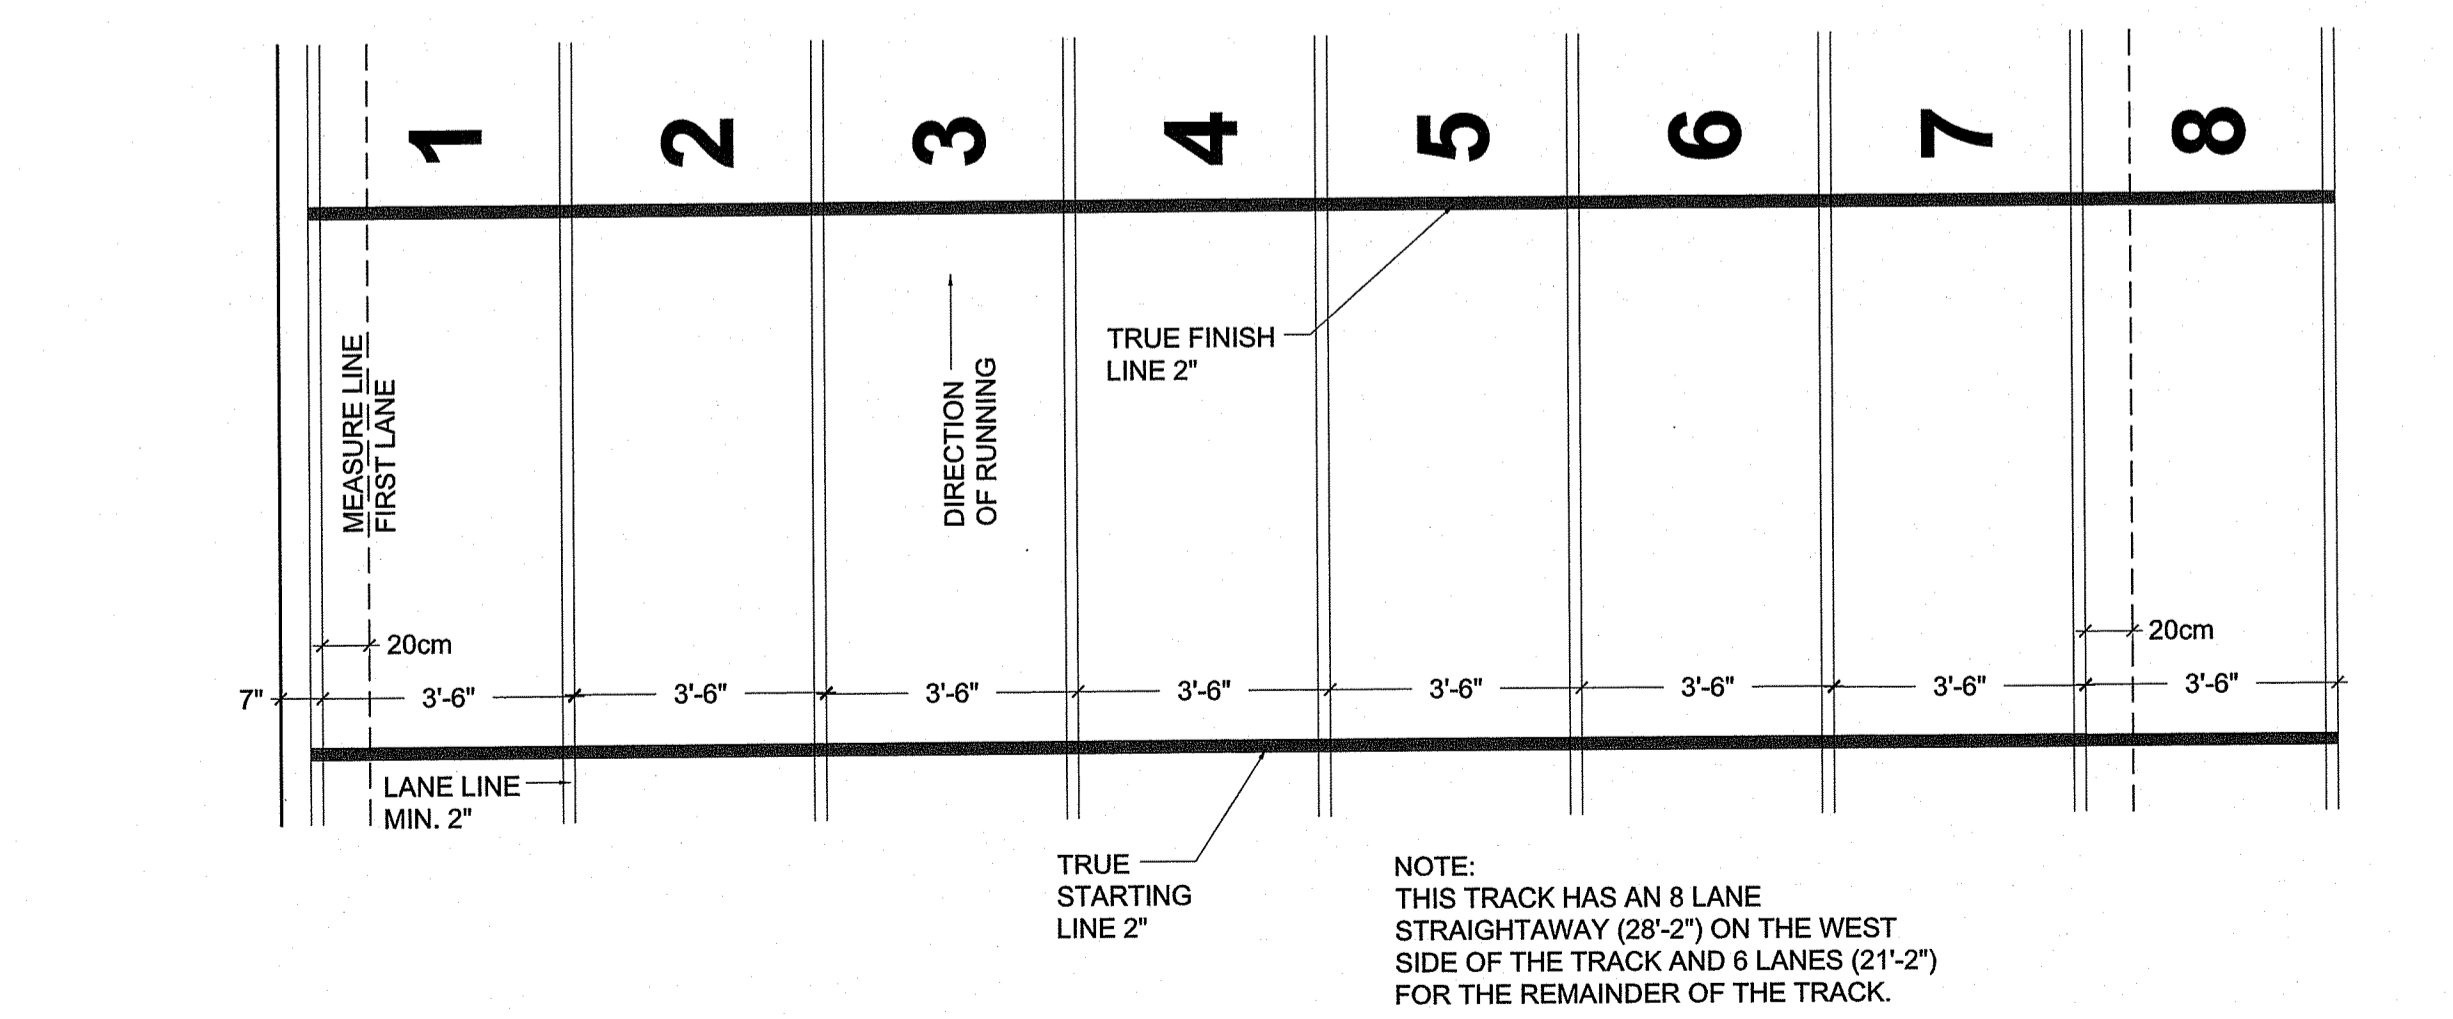 1 2 3 4 5 6 7 8
TRUE FINISH
LINE 2"
MEASURE LINE
FIRST LANE
DIRECTION
OF RUNNING
20cm
20cm
7" 3'-6" 3'-6" 3'-6" 3'-6" 3'-6" 3'-6" 3'-6" 3'-6"
LANE LINE
MIN. 2"
TRUE
STARTING
LINE 2"
NOTE:
THIS TRACK HAS AN 8 LANE
STRAIGHTAWAY (28'-2") ON THE WEST
SIDE OF THE TRACK AND 6 LANES (21'-2")
FOR THE REMAINDER OF THE TRACK.